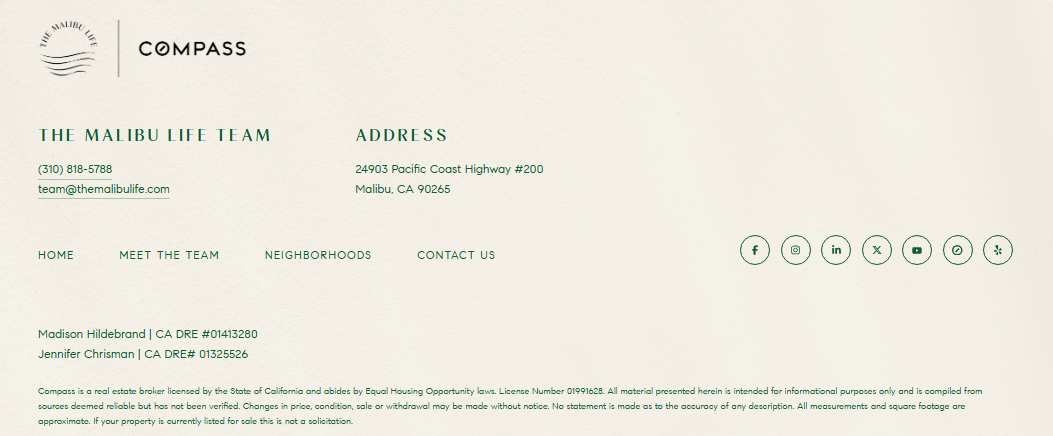 THE MALIBU LIFE
COMPASS
THE MALIBU LIFE TEAM
(310) 818-5788
team@themalibulife.com
ADDRESS
24903 Pacific Coast Highway #200
Malibu, CA 90265
HOME MEET THE TEAM NEIGHBORHOODS CONTACT US
Madison Hildebrand | CA DRE #01413280
Jennifer Chrisman | CA DRE# 01325526
Compass is a real estate broker licensed by the State of California and abides by Equal Housing Opportunity laws. License Number 01991628. All material presented herein is intended for informational purposes only and is compiled from
sources deemed reliable but has not been verified. Changes in price, condition, sale or withdrawal may be made without notice. No statement is made as to the accuracy of any description. All measurements and square footage are
approximate. If your property is currently listed for sale this is not a solicitation.